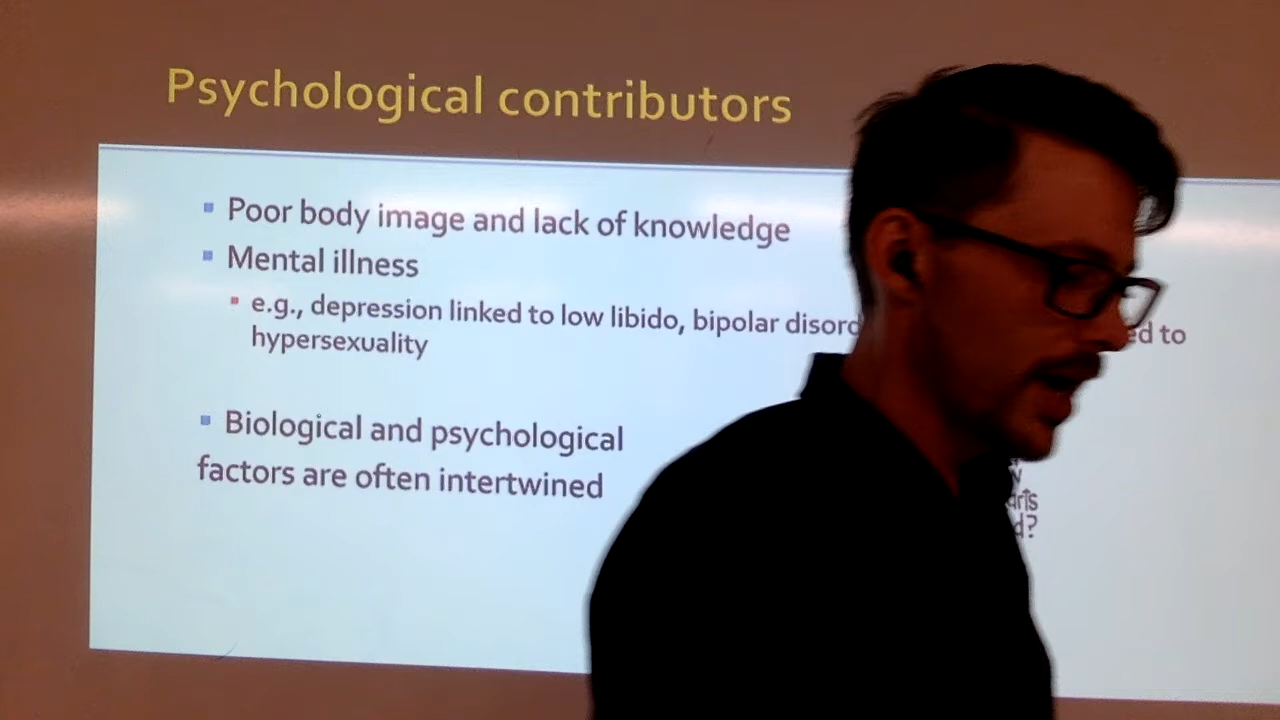 Psychological contributors
Poor body image and lack of knowledge
Mental illness
e.g., depression linked to low libido, bipolar to
hypersexuality
Biological and psychological
factors are often intertwined